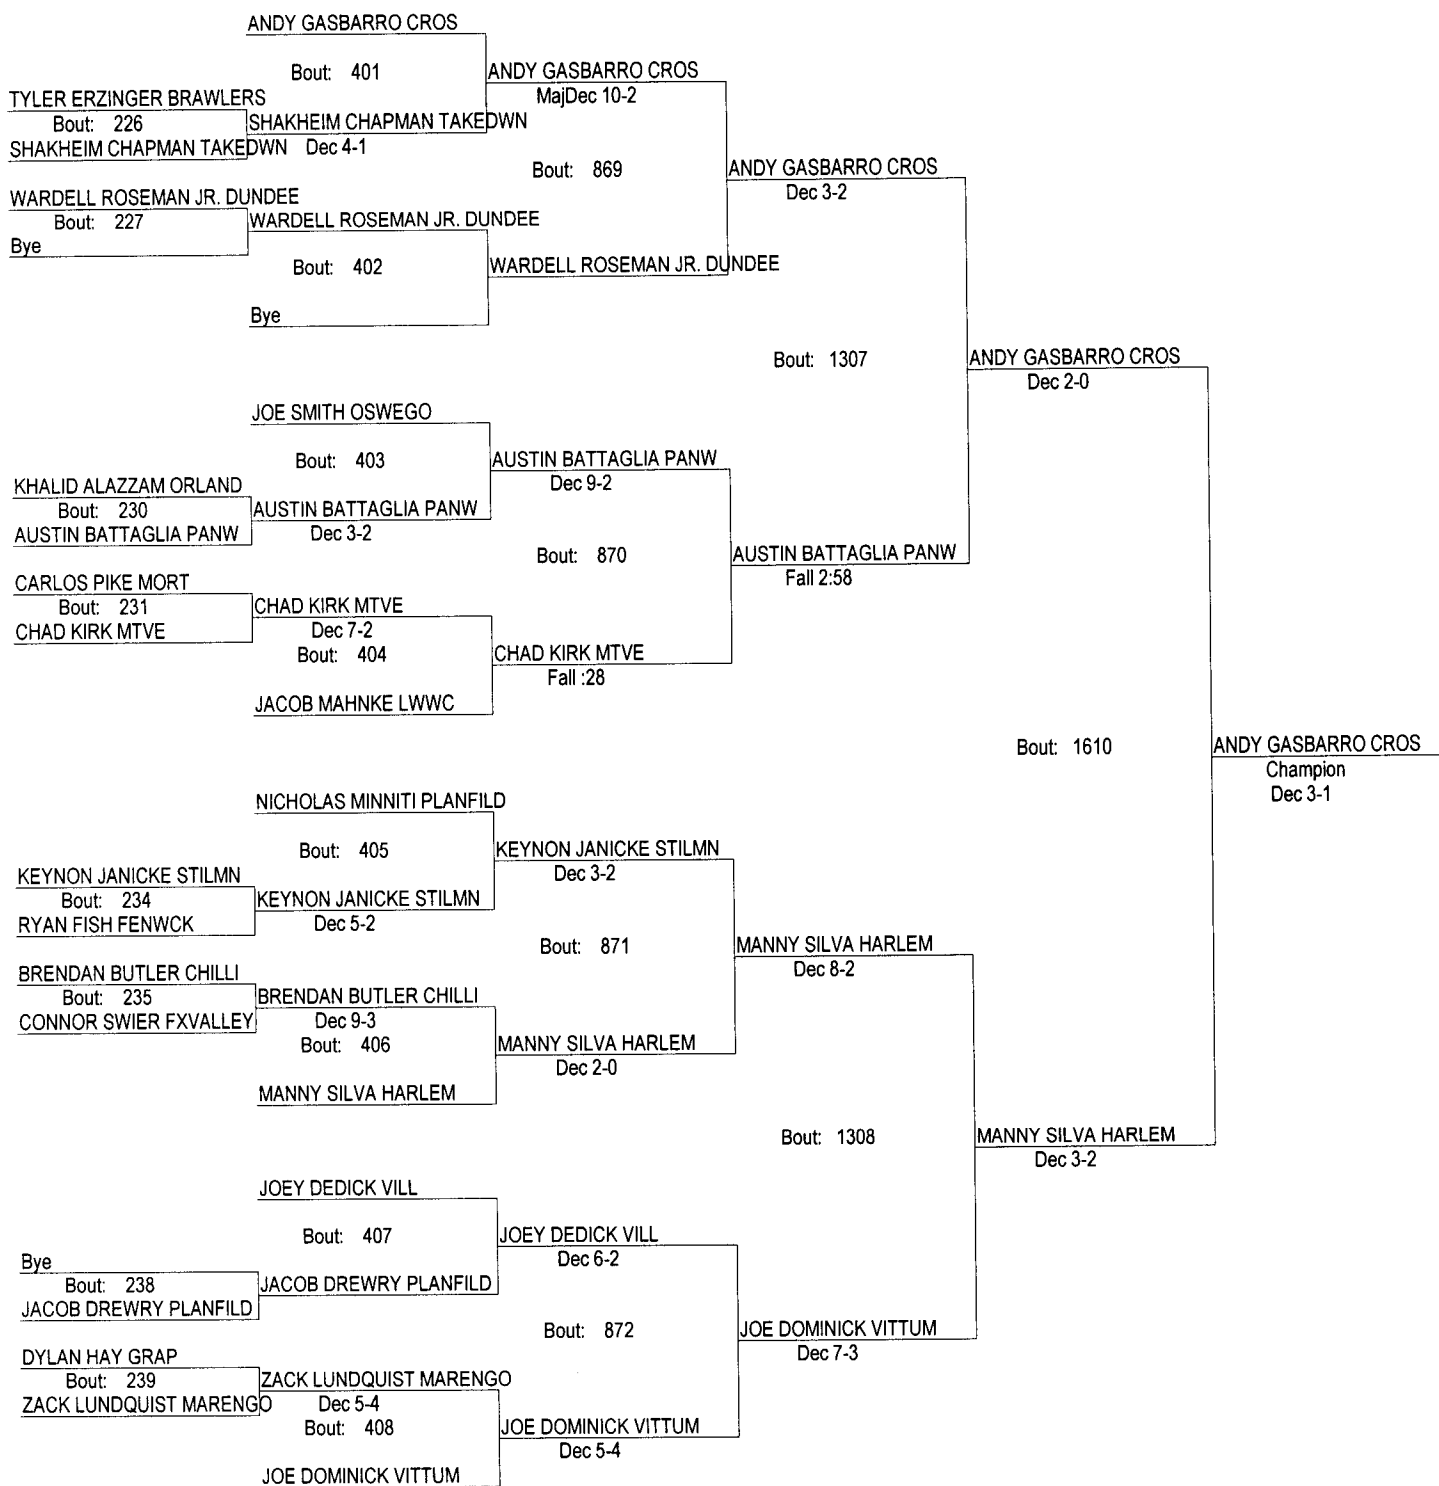 ANDY GASBARRO CROS
Bout: 401
ANDY GASBARRO CROS
MajDec 10-2
TYLER ERZINGER BRAWLERS
Bout: 226
SHAKHEIM CHAPMAN TAKEDWN
SHAKHEIM CHAPMAN TAKEDWN
Dec 4-1
Bout: 869
ANDY GASBARRO CROS
Dec 3-2
WARDELL ROSEMAN JR. DUNDEE
Bout: 227
WARDELL ROSEMAN JR. DUNDEE
Bye
Bout: 402
WARDELL ROSEMAN JR. DUNDEE
Bye
Bout: 1307
ANDY GASBARRO CROS
Dec 2-0
JOE SMITH OSWEGO
Bout: 403
AUSTIN BATTAGLIA PANW
Dec 9-2
KHALID ALAZZAM ORLAND
Bout: 230
AUSTIN BATTAGLIA PANW
AUSTIN BATTAGLIA PANW
Dec 3-2
Bout: 870
AUSTIN BATTAGLIA PANW
Fall 2:58
CARLOS PIKE MORT
Bout: 231
CHAD KIRK MTVE
CHAD KIRK MTVE
Dec 7-2
Bout: 404
CHAD KIRK MTVE
Fall :28
JACOB MAHNKE LWWC
Bout: 1610
ANDY GASBARRO CROS
Champion
Dec 3-1
NICHOLAS MINNITI PLANFILD
Bout: 405
KEYNON JANICKE STILMN
Dec 3-2
KEYNON JANICKE STILMN
Bout: 234
KEYNON JANICKE STILMN
RYAN FISH FENWCK
Dec 5-2
Bout: 871
MANNY SILVA HARLEM
Dec 8-2
BRENDAN BUTLER CHILLI
Bout: 235
BRENDAN BUTLER CHILLI
CONNOR SWIER FXVALLEY
Dec 9-3
Bout: 406
MANNY SILVA HARLEM
Dec 2-0
MANNY SILVA HARLEM
Bout: 1308
MANNY SILVA HARLEM
Dec 3-2
JOEY DEDICK VILL
Bout: 407
JOEY DEDICK VILL
Dec 6-2
Bye
Bout: 238
JACOB DREWRY PLANFILD
JACOB DREWRY PLANFILD
Bout: 872
JOE DOMINICK VITTUM
Dec 7-3
DYLAN HAY GRAP
Bout: 239
ZACK LUNDQUIST MARENGO
ZACK LUNDQUIST MARENGO
Dec 5-4
Bout: 408
JOE DOMINICK VITTUM
Dec 5-4
JOE DOMINICK VITTUM